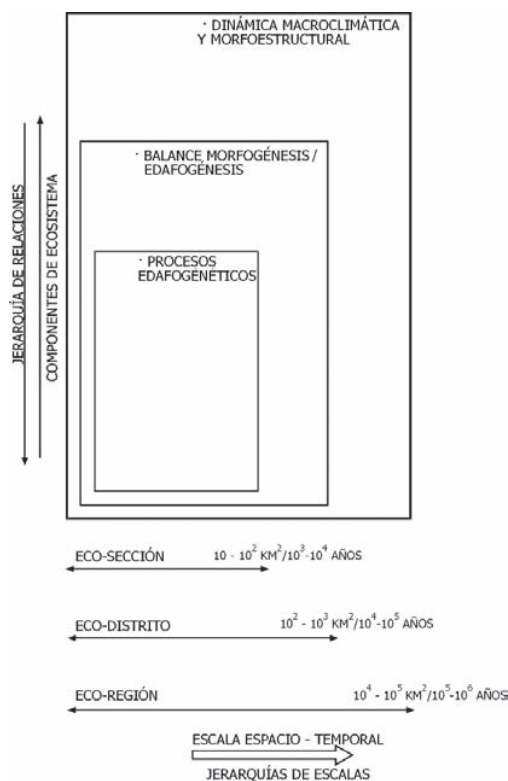 · DINÁMICA MACROCLIMÁTICA
Y MORFOESTRUCTURAL
· BALANCE MORFOGÉNESIS /
EDAFOGÉNESIS
· PROCESOS
EDAFOGENÉTICOS
JERARQUÍA DE RELACIONES
COMPONENTES DE ECOSISTEMA
ECO-SECCIÓN 10 - 10² KM²/10³-10⁴ AÑOS
ECO-DISTRITO 10² - 10³ KM²/10⁴-10⁵ AÑOS
ECO-REGIÓN 10⁴ - 10⁵ KM²/10⁵-10⁶ AÑOS
ESCALA ESPACIO - TEMPORAL
JERARQUÍAS DE ESCALAS